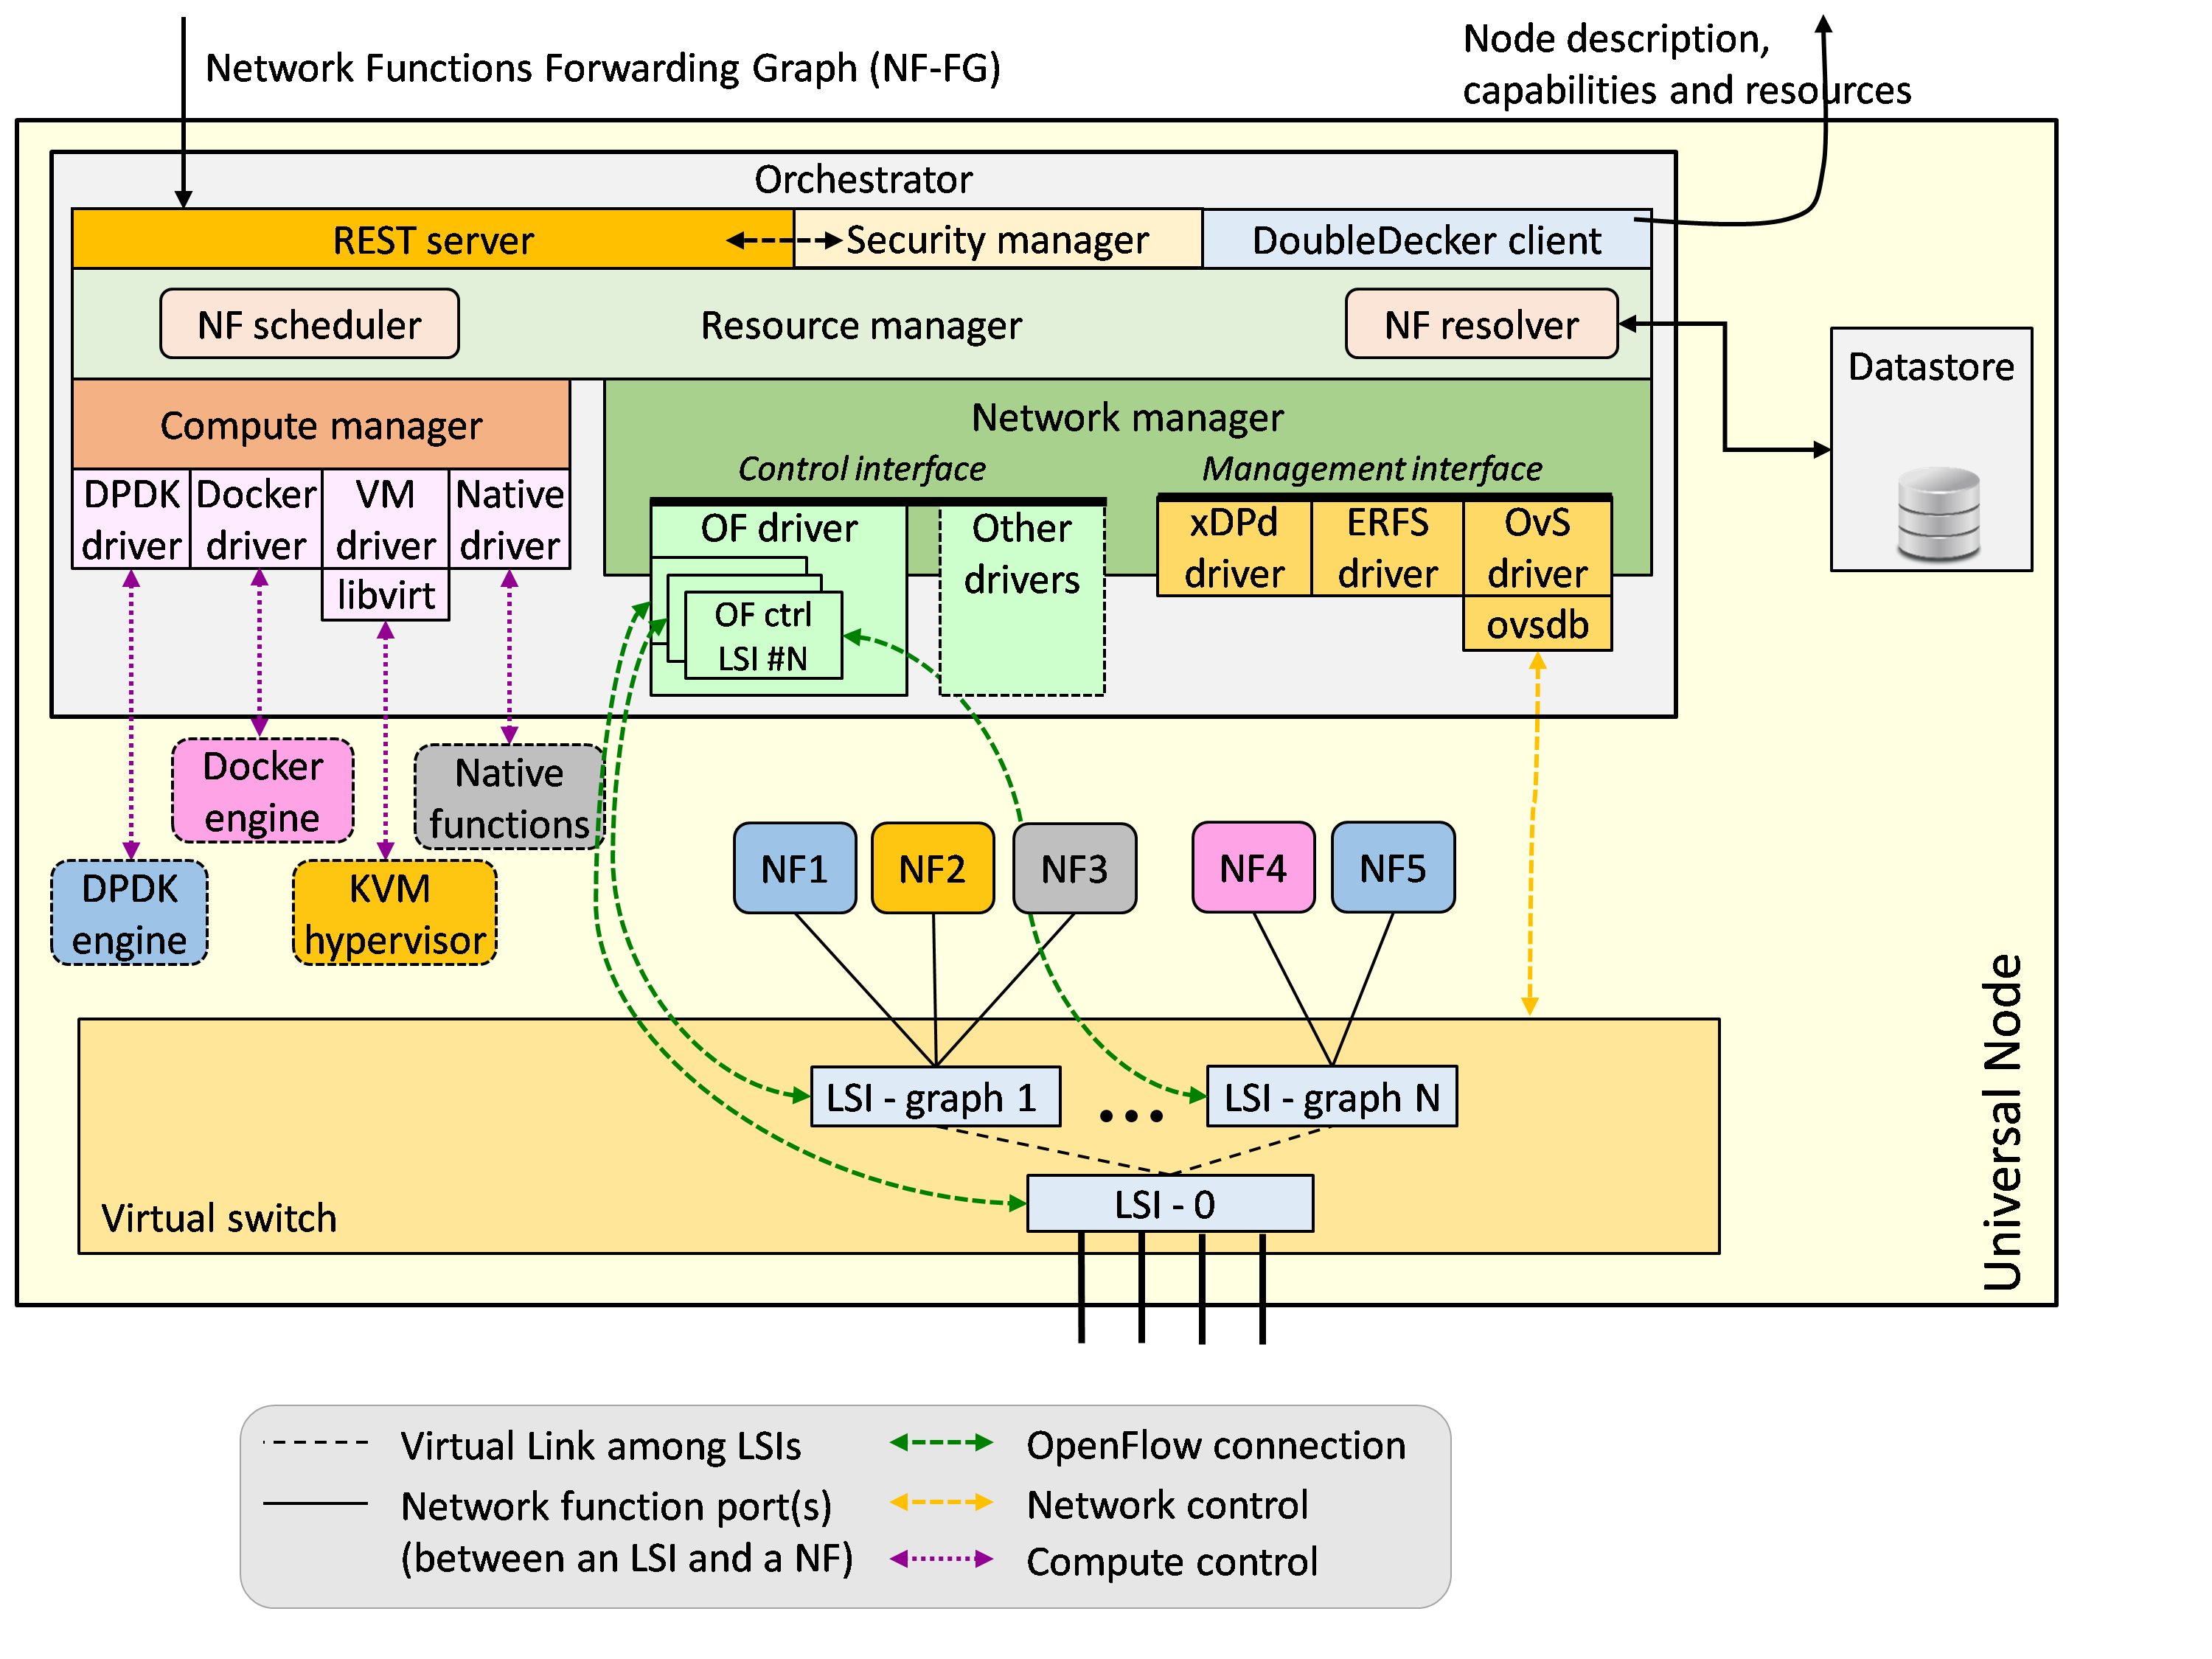 Network Functions Forwarding Graph (NF-FG)
Node description,
capabilities and resources
Orchestrator
REST server
Security manager
DoubleDecker client
NF scheduler
Resource manager
NF resolver
Datastore
Compute manager
Network manager
Control interface
Management interface
DPDK
driver
Docker
driver
VM
driver
Native
driver
libvirt
OF driver
OF ctrl
LSI #N
Other
drivers
xDPd
driver
ERFS
driver
OvS
driver
ovsdb
Docker
engine
Native
functions
DPDK
engine
KVM
hypervisor
NF1
NF2
NF3
NF4
NF5
LSI - graph 1
...
LSI - graph N
LSI - 0
Virtual switch
Universal Node
Virtual Link among LSIs
Network function port(s)
(between an LSI and a NF)
OpenFlow connection
Network control
Compute control